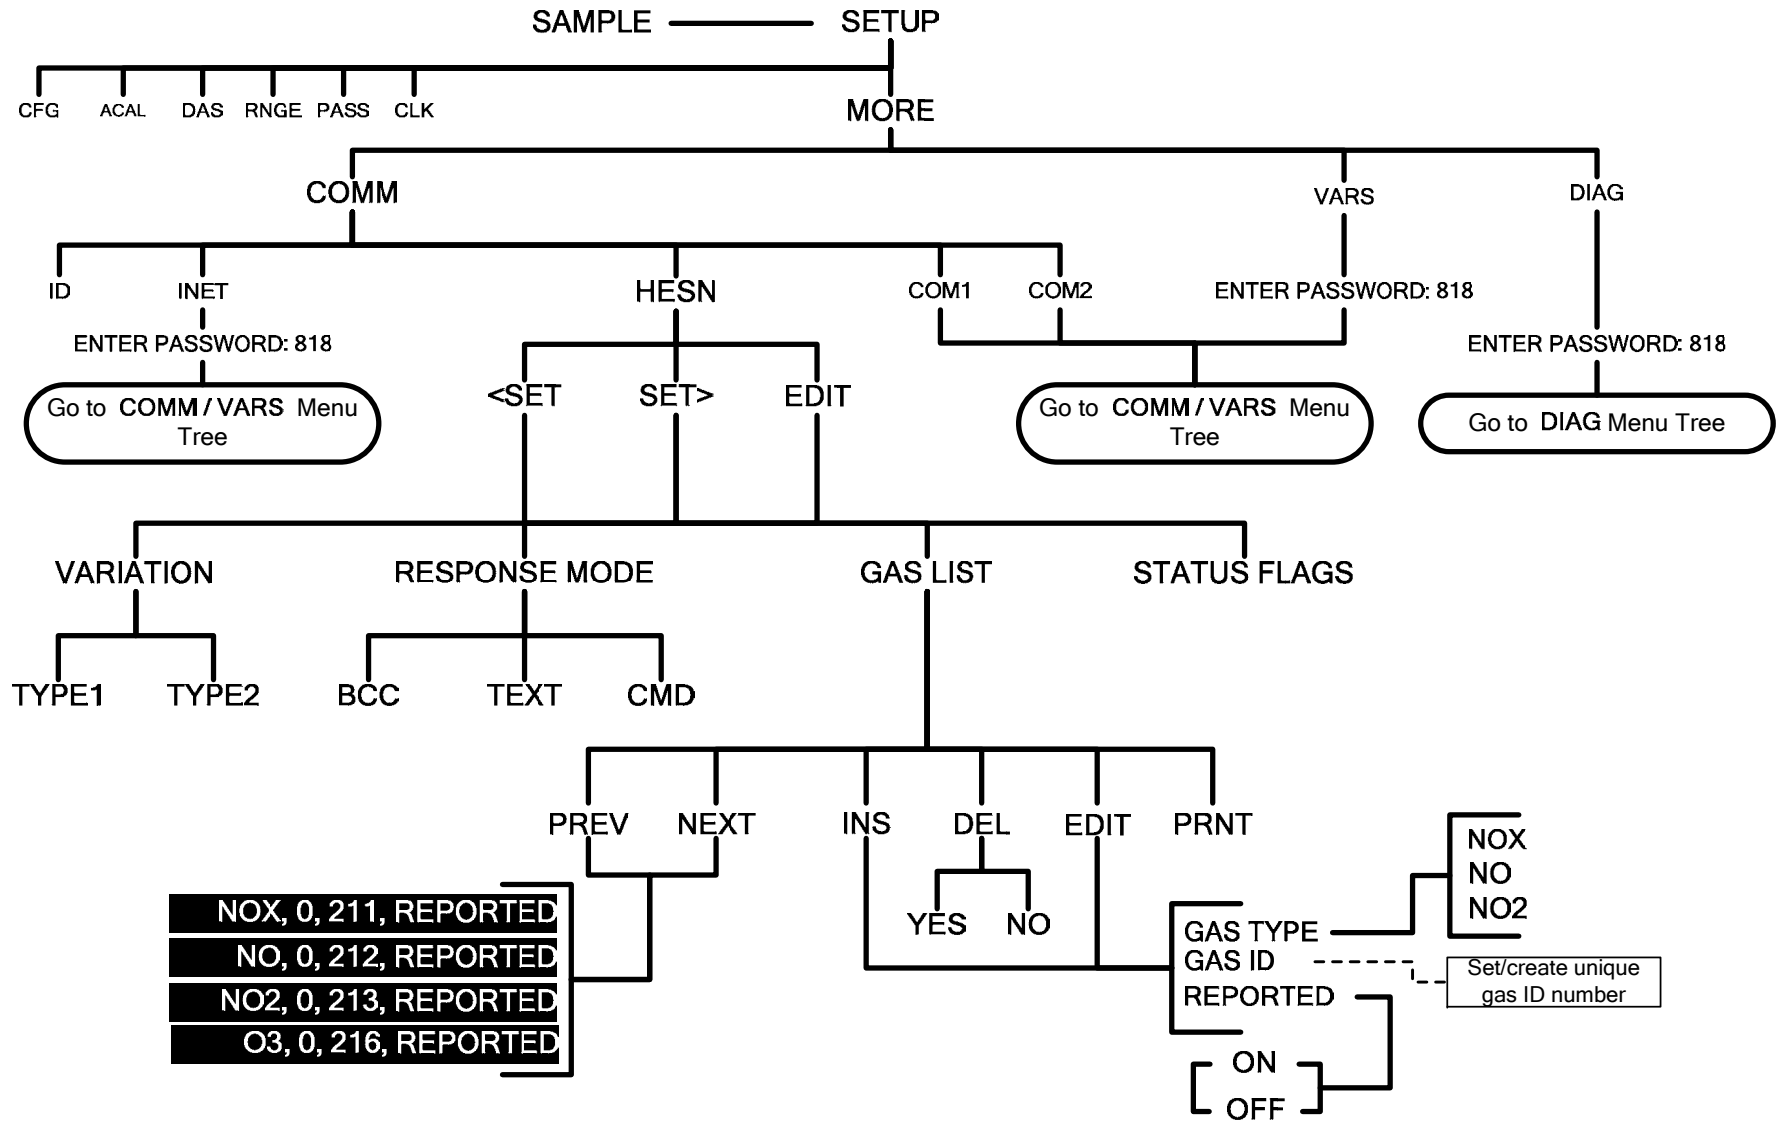 SAMPLE SETUP
CFG ACAL DAS RNGE PASS CLK MORE
COMM VARS DIAG
ID INET HESN COM1 COM2 ENTER PASSWORD: 818
ENTER PASSWORD: 818 ENTER PASSWORD: 818
<SET SET> EDIT
Go to COMM / VARS Menu
Tree
Go to COMM / VARS Menu
Tree
Go to DIAG Menu Tree
VARIATION RESPONSE MODE GAS LIST STATUS FLAGS
TYPE1 TYPE2 BCC TEXT CMD
PREV NEXT INS DEL EDIT PRNT
YES NO
NOX, 0, 211, REPORTED
NO, 0, 212, REPORTED
NO2, 0, 213, REPORTED
O3, 0, 216, REPORTED
GAS TYPE
GAS ID
REPORTED
NOX
NO
NO2
Set/create unique
gas ID number
ON
OFF